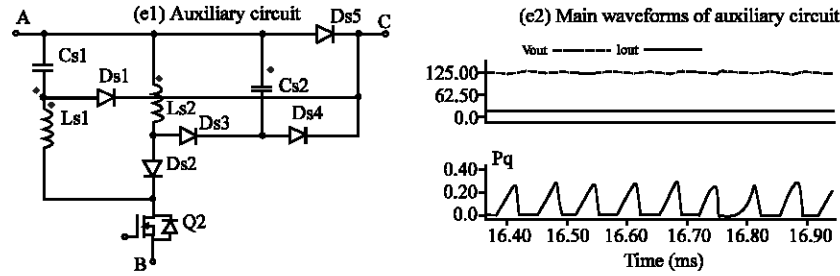 (e1) Auxiliary circuit
A
C
Ds5
Cs1
Ds1
Cs2
Ls1
Ls2
Ds3
Ds4
Ds2
Q2
B
(e2) Main waveforms of auxiliary circuit
Vout Iout
125.00
62.50
0.0
Pq
0.40
0.20
0.0
16.40 16.50 16.60 16.70 16.80 16.90
Time (ms)